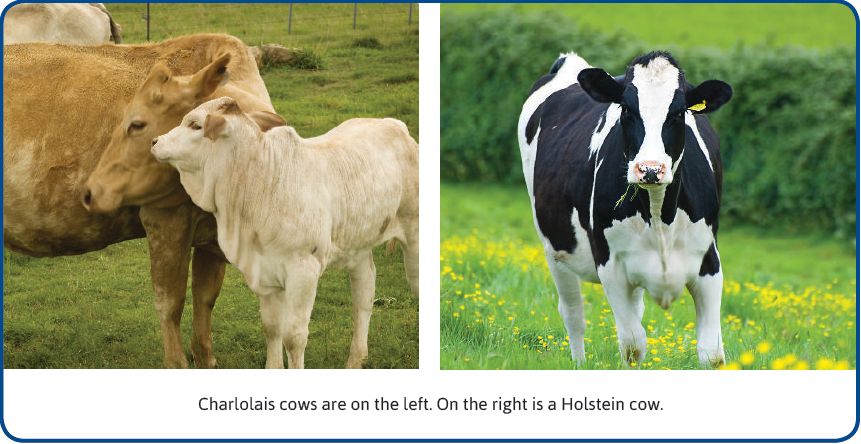 Charlolais cows are on the left. On the right is a Holstein cow.